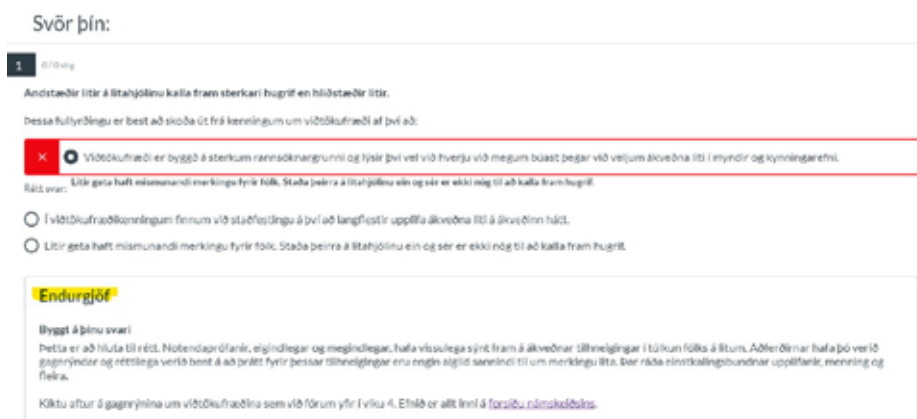 Svör þín:
1 0 / 0 stig
Andstæðir litir á litahjólinu kalla fram sterkari hugrif en hliðstæðir litir.
Þessa fullyrðingu er best að skoða út frá kenningum um viðtökufræði af því að:
Viðtökufræði er byggð á sterkum rannsóknargrunni og lýsir því vel við hverju við megum búast þegar við veljum ákveðna liti í myndir og kynningarefni.
Rétt svar: Litir geta haft mismunandi merkingu fyrir fólk. Staða þeirra á litahjólinu ein og sér er ekki nóg til að kalla fram hugrif.
Í viðtökufræðikenningum finnum við staðfestingu á því að langflestir upplifa ákveðna liti á ákveðinn hátt.
Litir geta haft mismunandi merkingu fyrir fólk. Staða þeirra á litahjólinu ein og sér er ekki nóg til að kalla fram hugrif.
Endurgjöf
Byggt á þínu svari
Þetta er að hluta til rétt. Notendaprófanir, eigindlegar og megindlegar, hafa vissulega sýnt fram á ákveðnar tilhneigingar í túlkun fólks á litum. Aðferðirnar hafa þó verið
gagnrýndar og réttilega verið bent á að þrátt fyrir þessar tilhneigingar eru engin algild sannindi til um merkingu lita. Þar ráða einstaklingsbundnar upplifanir, menning og
fleira.
Kíktu aftur á gagnrýnina um viðtökufræðina sem við fórum yfir í viku 4. Efnið er allt inni á forsíðu námskeiðsins.